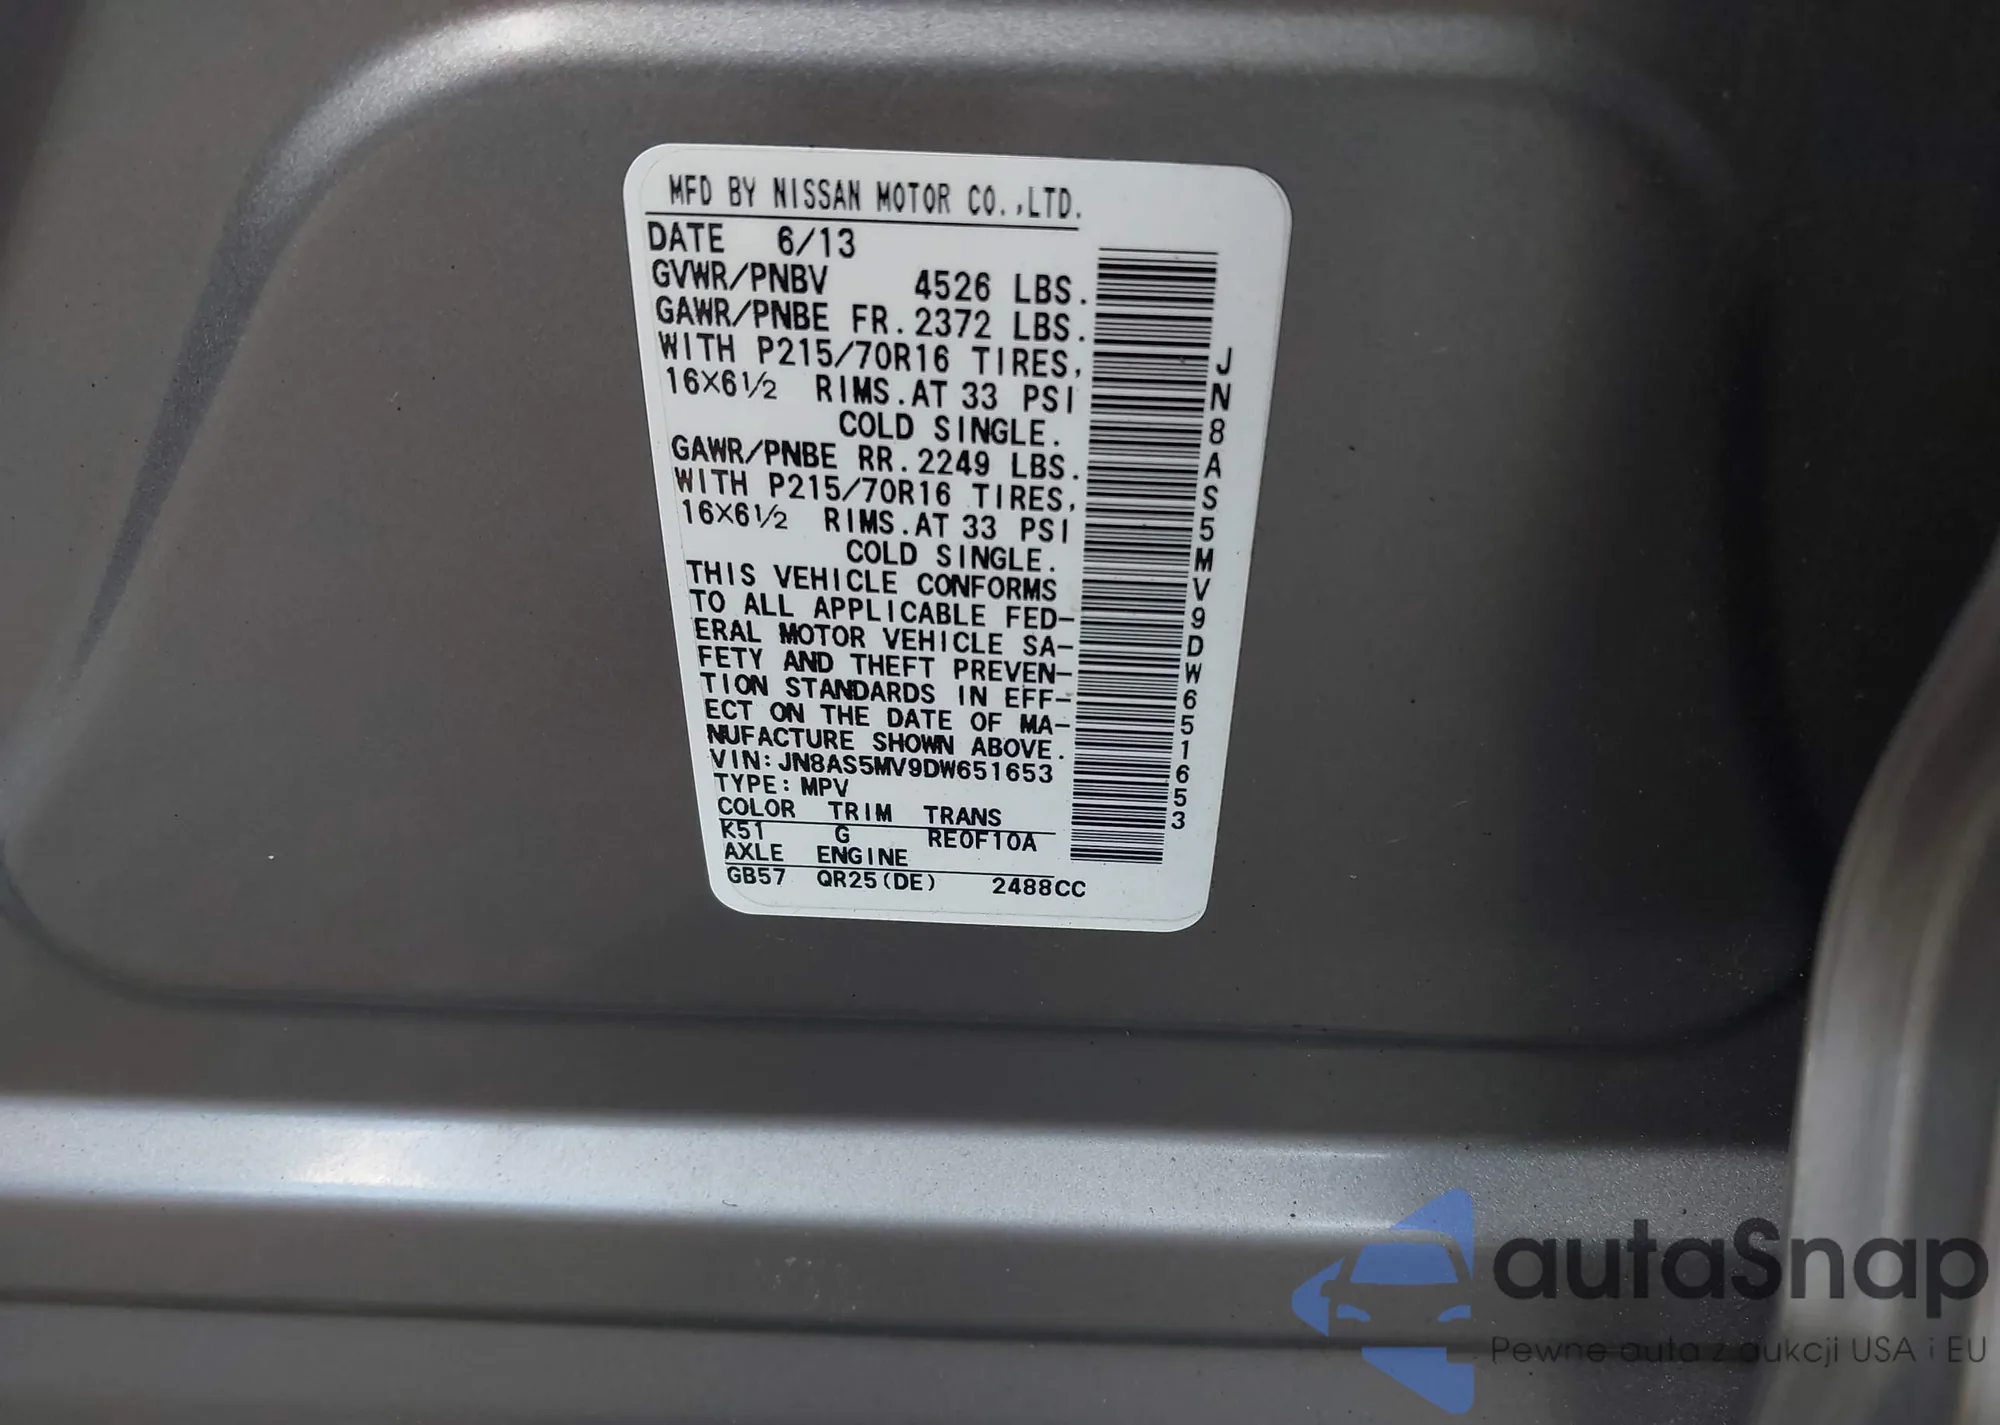 MFD BY NISSAN MOTOR CO.,LTD.
DATE 6/13
GVWR/PNBV 4526 LBS.
GAWR/PNBE FR.2372 LBS.
WITH P215/70R16 TIRES,
16X6½ RIMS.AT 33 PSI
COLD SINGLE.
GAWR/PNBE RR.2249 LBS.
WITH P215/70R16 TIRES,
16X6½ RIMS.AT 33 PSI
COLD SINGLE.
THIS VEHICLE CONFORMS
TO ALL APPLICABLE FED-
ERAL MOTOR VEHICLE SA-
FETY AND THEFT PREVEN-
TION STANDARDS IN EFF-
ECT ON THE DATE OF MA-
NUFACTURE SHOWN ABOVE.
VIN:JN8AS5MV9DW651653
TYPE:MPV
COLOR TRIM TRANS
K51 G RE0F10A
AXLE ENGINE
GB57 QR25(DE) 2488CC
JN8AS5MV9DW651653
autaSnap
Pewne auta z aukcji USA i EU